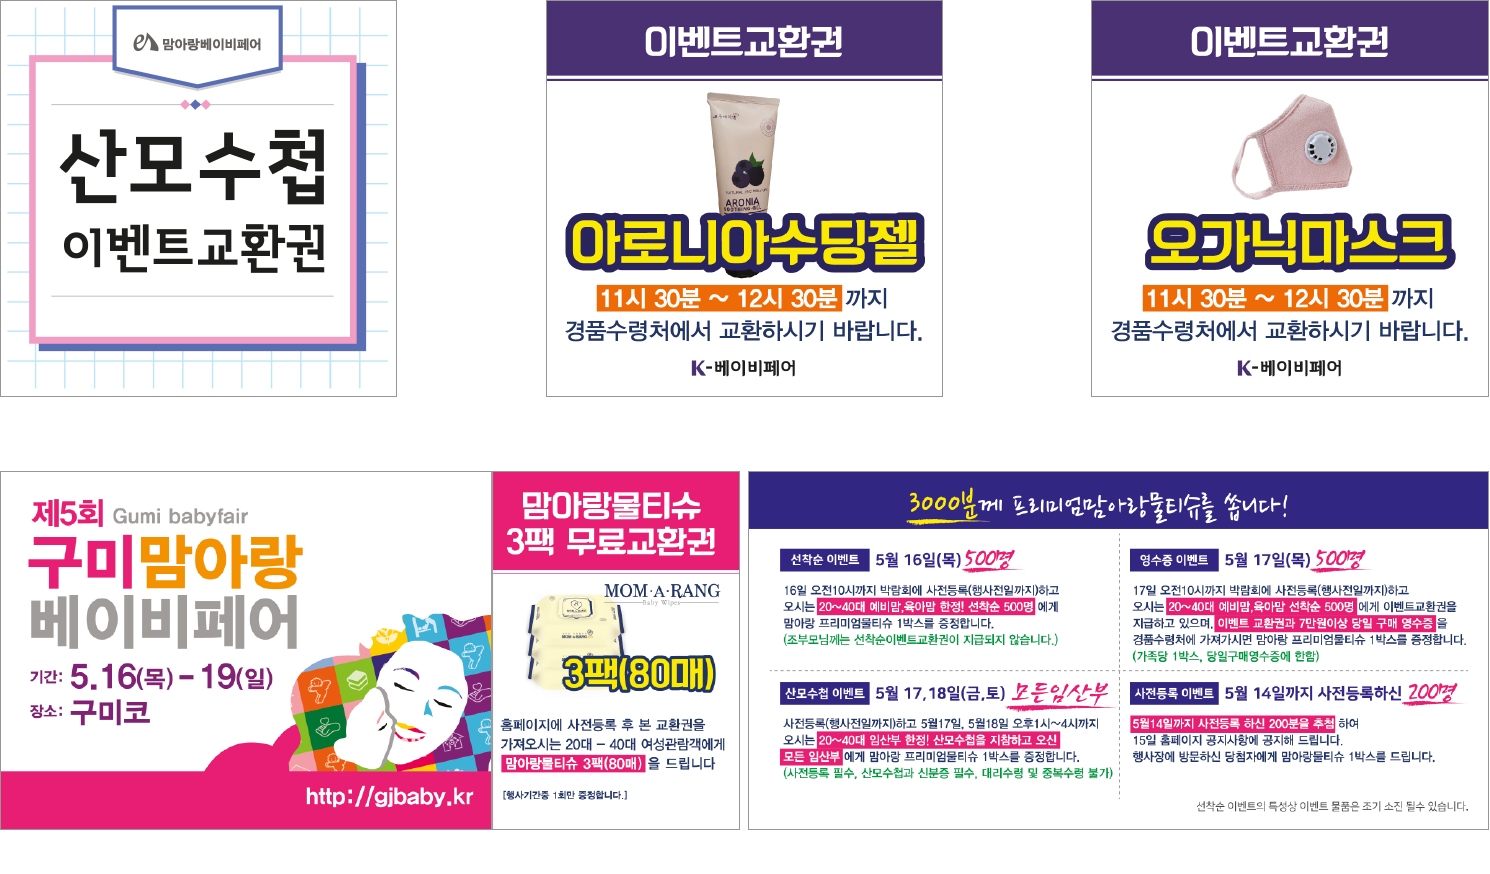 맘아랑베이비페어
산모수첩
이벤트교환권
이벤트교환권
ARONIA
SOOTHING GEL
아로니아수딩젤
11시 30분 ~ 12시 30분 까지
경품수령처에서 교환하시기 바랍니다.
K-베이비페어
이벤트교환권
오가닉마스크
11시 30분 ~ 12시 30분 까지
경품수령처에서 교환하시기 바랍니다.
K-베이비페어
제5회 Gumi babyfair
구미맘아랑
베이비페어
기간: 5.16(목) - 19(일)
장소: 구미코
http://gjbaby.kr
맘아랑물티슈
3팩 무료교환권
MOM·A·RANG
Baby Wipes
3팩(80매)
홈페이지에 사전등록 후 본 교환권을
가져오시는 20대 - 40대 여성관람객에게
맘아랑물티슈 3팩(80매) 을 드립니다
[행사기간중 1회만 증정합니다.]
3000분께 프리미엄맘아랑물티슈를 쏩니다!
선착순 이벤트 5월 16일(목) 500명
16일 오전10시까지 박람회에 사전등록(행사전일까지)하고
오시는 20~40대 예비맘,육아맘 한정! 선착순 500명 에게
맘아랑 프리미엄물티슈 1박스를 증정합니다.
(조부모님께는 선착순이벤트교환권이 지급되지 않습니다.)
영수증 이벤트 5월 17일(목) 500명
17일 오전10시까지 박람회에 사전등록(행사전일까지)하고
오시는 20~40대 예비맘,육아맘 선착순 500명 에게 이벤트교환권을
지급하고 있으며, 이벤트 교환권과 7만원이상 당일 구매 영수증 을
경품수령처에 가져가시면 맘아랑 프리미엄물티슈 1박스를 증정합니다.
(가족당 1박스, 당일구매영수증에 한함)
산모수첩 이벤트 5월 17,18일(금,토) 모든임산부
사전등록(행사전일까지)하고 5월17일, 5월18일 오후1시~4시까지
오시는 20~40대 임산부 한정! 산모수첩을 지참하고 오신
모든 임산부 에게 맘아랑 프리미엄물티슈 1박스를 증정합니다.
(사전등록 필수, 산모수첩과 신분증 필수, 대리수령 및 중복수령 불가)
사전등록 이벤트 5월 14일까지 사전등록하신 200명
5월14일까지 사전등록 하신 200분을 추첨 하여
15일 홈페이지 공지사항에 공지해 드립니다.
행사장에 방문하신 당첨자에게 맘아랑물티슈 1박스를 드립니다.
선착순 이벤트의 특성상 이벤트 물품은 조기 소진 될수 있습니다.